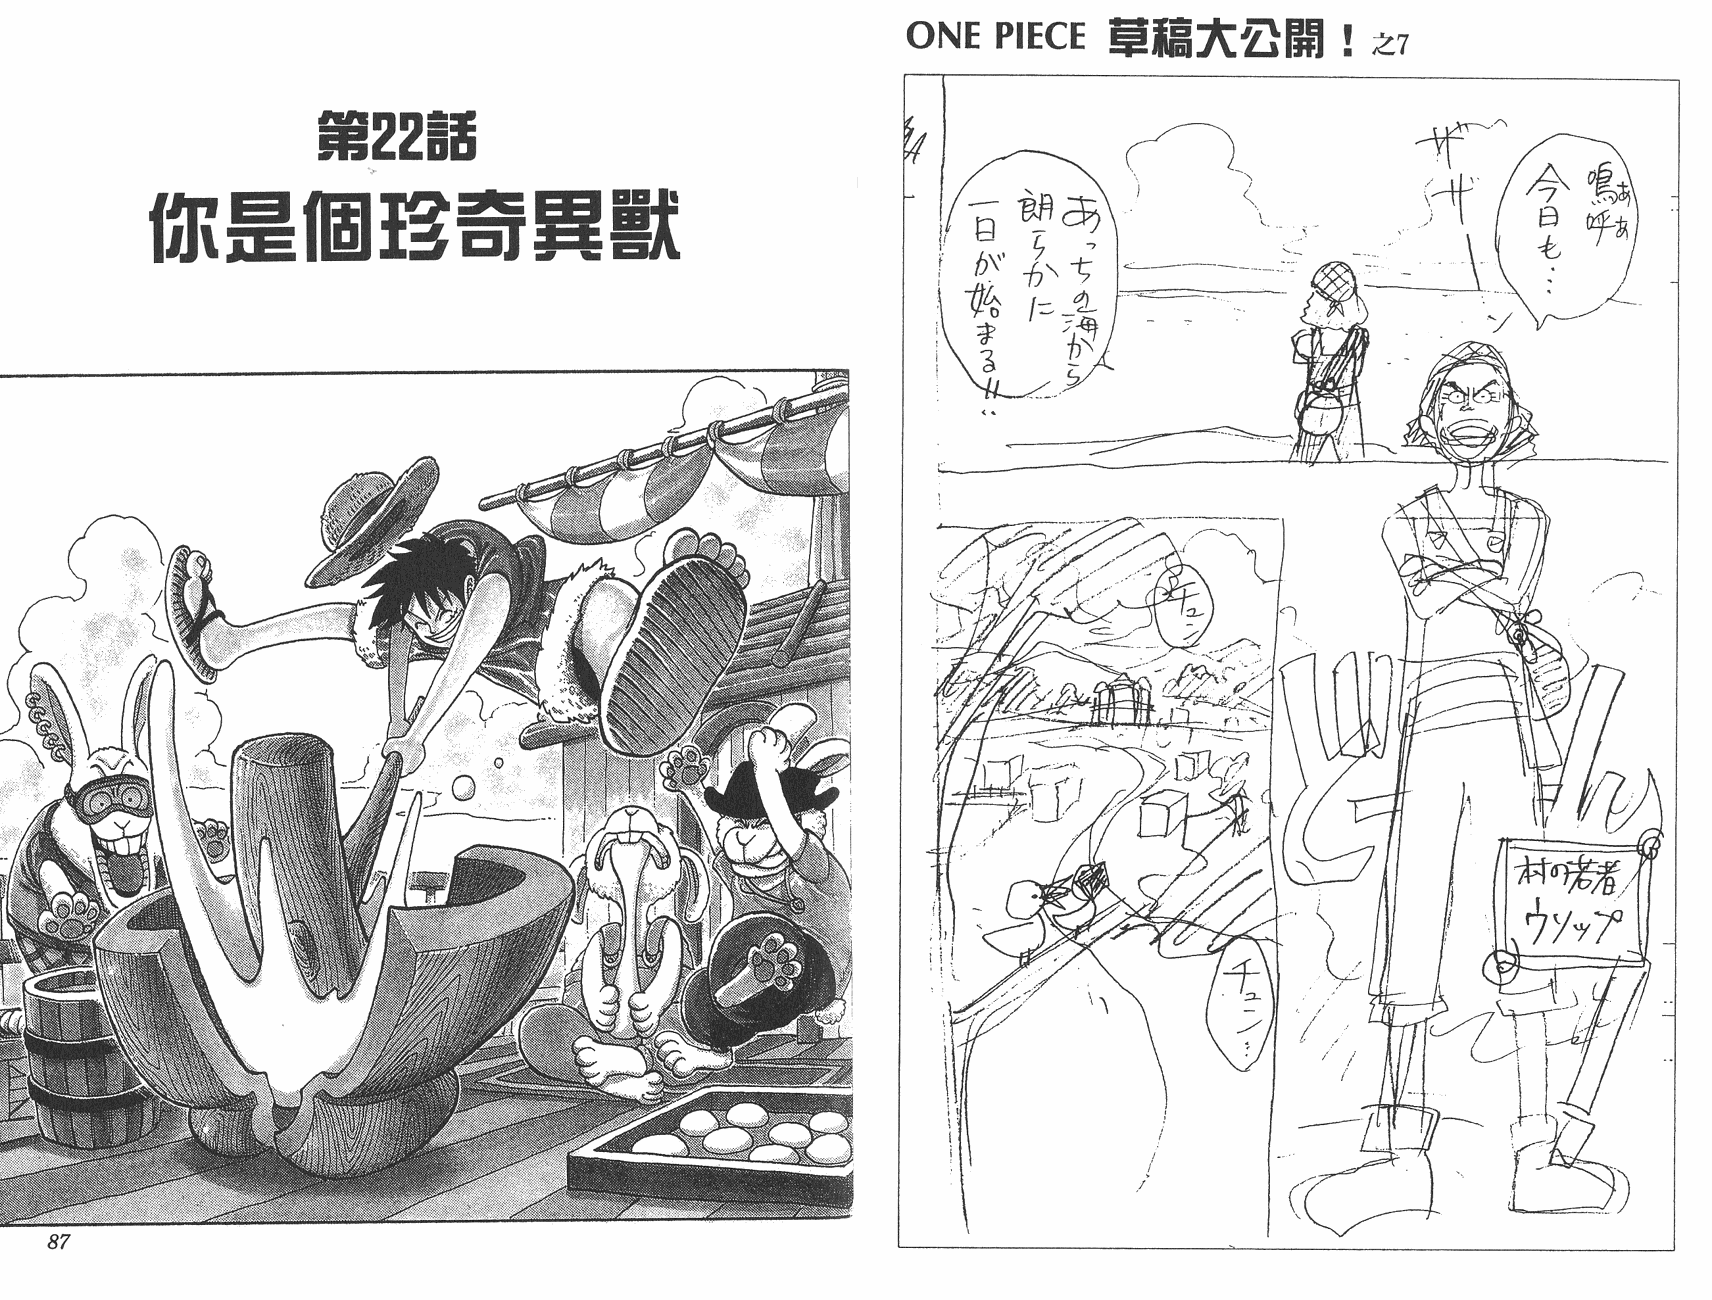 ONE PIECE 草稿大公開！之7
嗚呼
ああ
今日も…
ザザ
ザ
あっちの海から
朗らかに
一日が始まる!!
チュン
チュン…
村の若者
ウソップ
第22話
你是個珍奇異獸
87